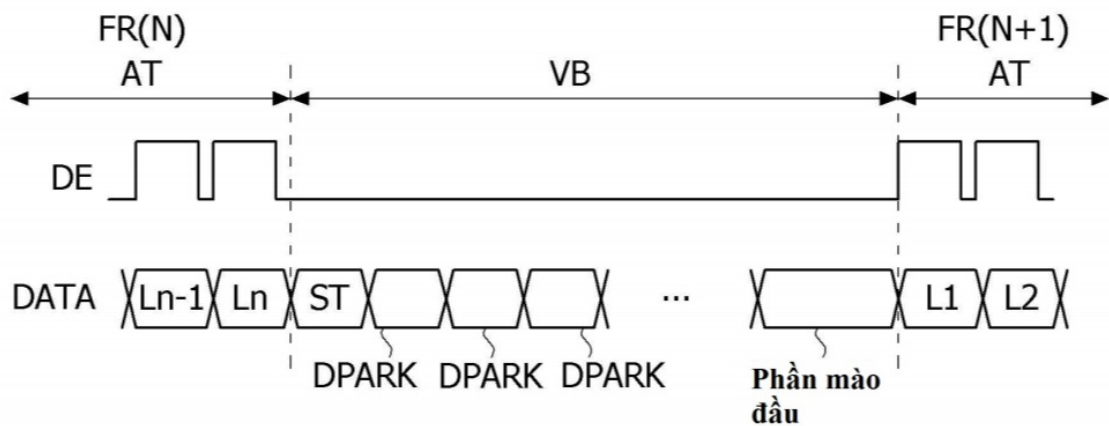 FR(N)
FR(N+1)
AT
VB
AT
DE
DATA
Ln-1
Ln
ST
...
L1
L2
DPARK
DPARK
DPARK
Phần mào
đầu